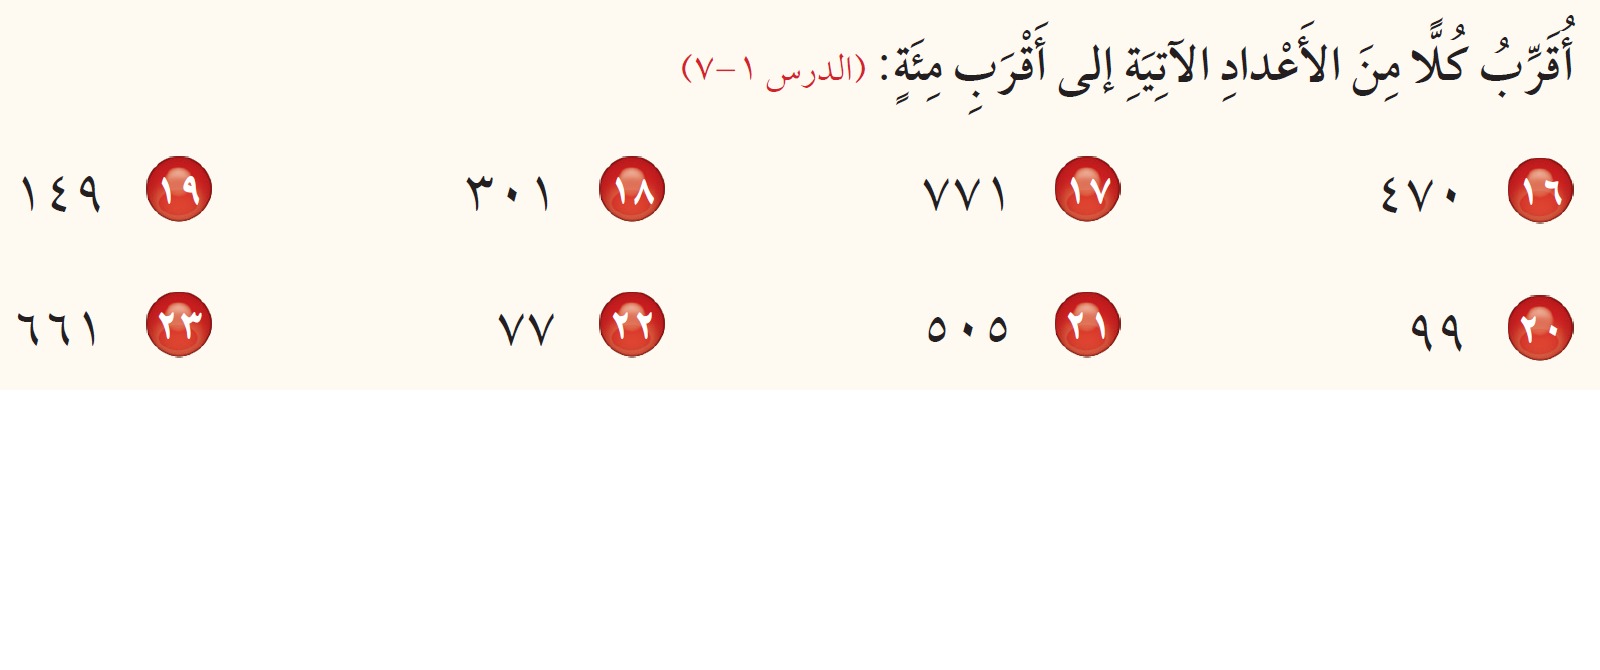 أُقَرِّبُ كُلًّا مِنَ الأَعْدادِ الآتِيَةِ إلى أَقْرَبِ مِئَةٍ: (الدرس ١–٧)
١٦ ٤٧٠ ١٧ ٧٧١ ١٨ ٣٠١ ١٩ ١٤٩
٢٠ ٩٩ ٢١ ٥٠٥ ٢٢ ٧٧ ٢٣ ٦٦١